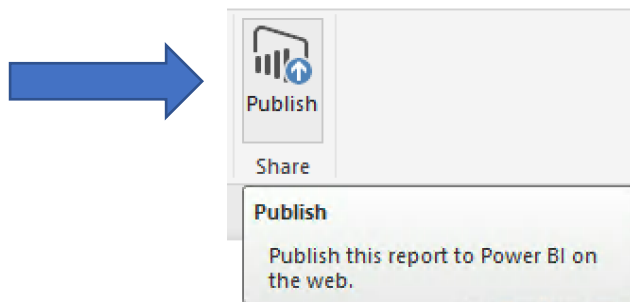 Publish
Share
Publish
Publish this report to Power BI on
the web.